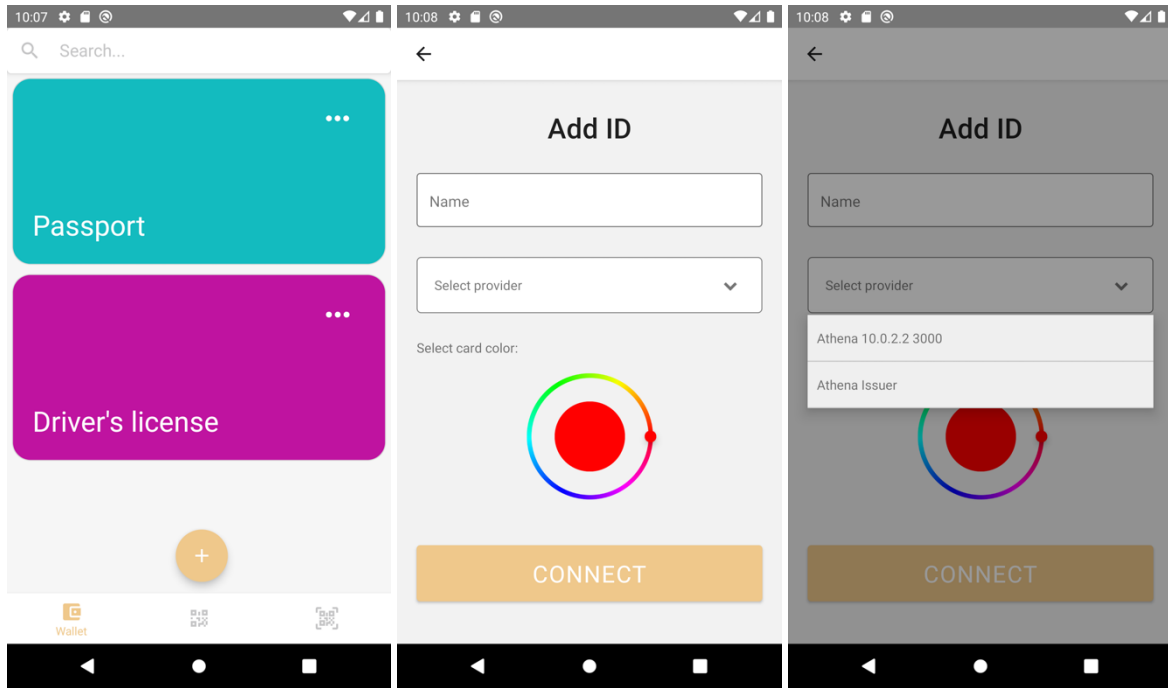 10:07
Search...
Passport
Driver's license
+
Wallet
10:08
Add ID
Name
Select provider
Select card color:
CONNECT
10:08
Add ID
Name
Select provider
Athena 10.0.2.2 3000
Athena Issuer
CONNECT